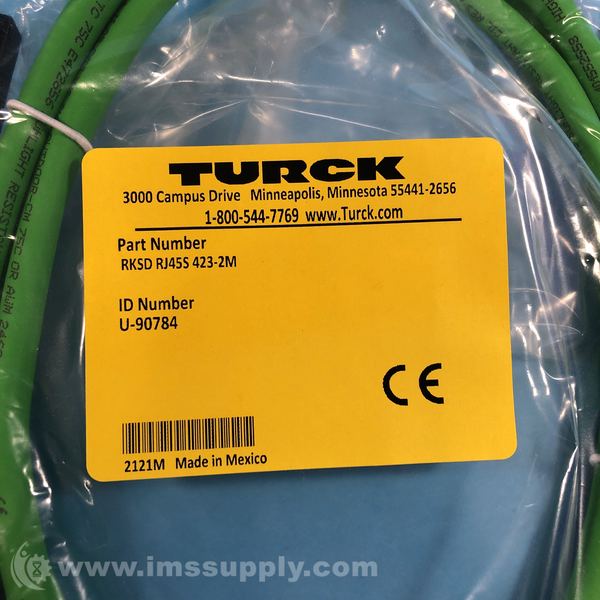 TURCK
3000 Campus Drive Minneapolis, Minnesota 55441-2656
1-800-544-7769 www.Turck.com
Part Number
RKSD RJ45S 423-2M
ID Number
U-90784
CE
2121M Made in Mexico
www.imssupply.com